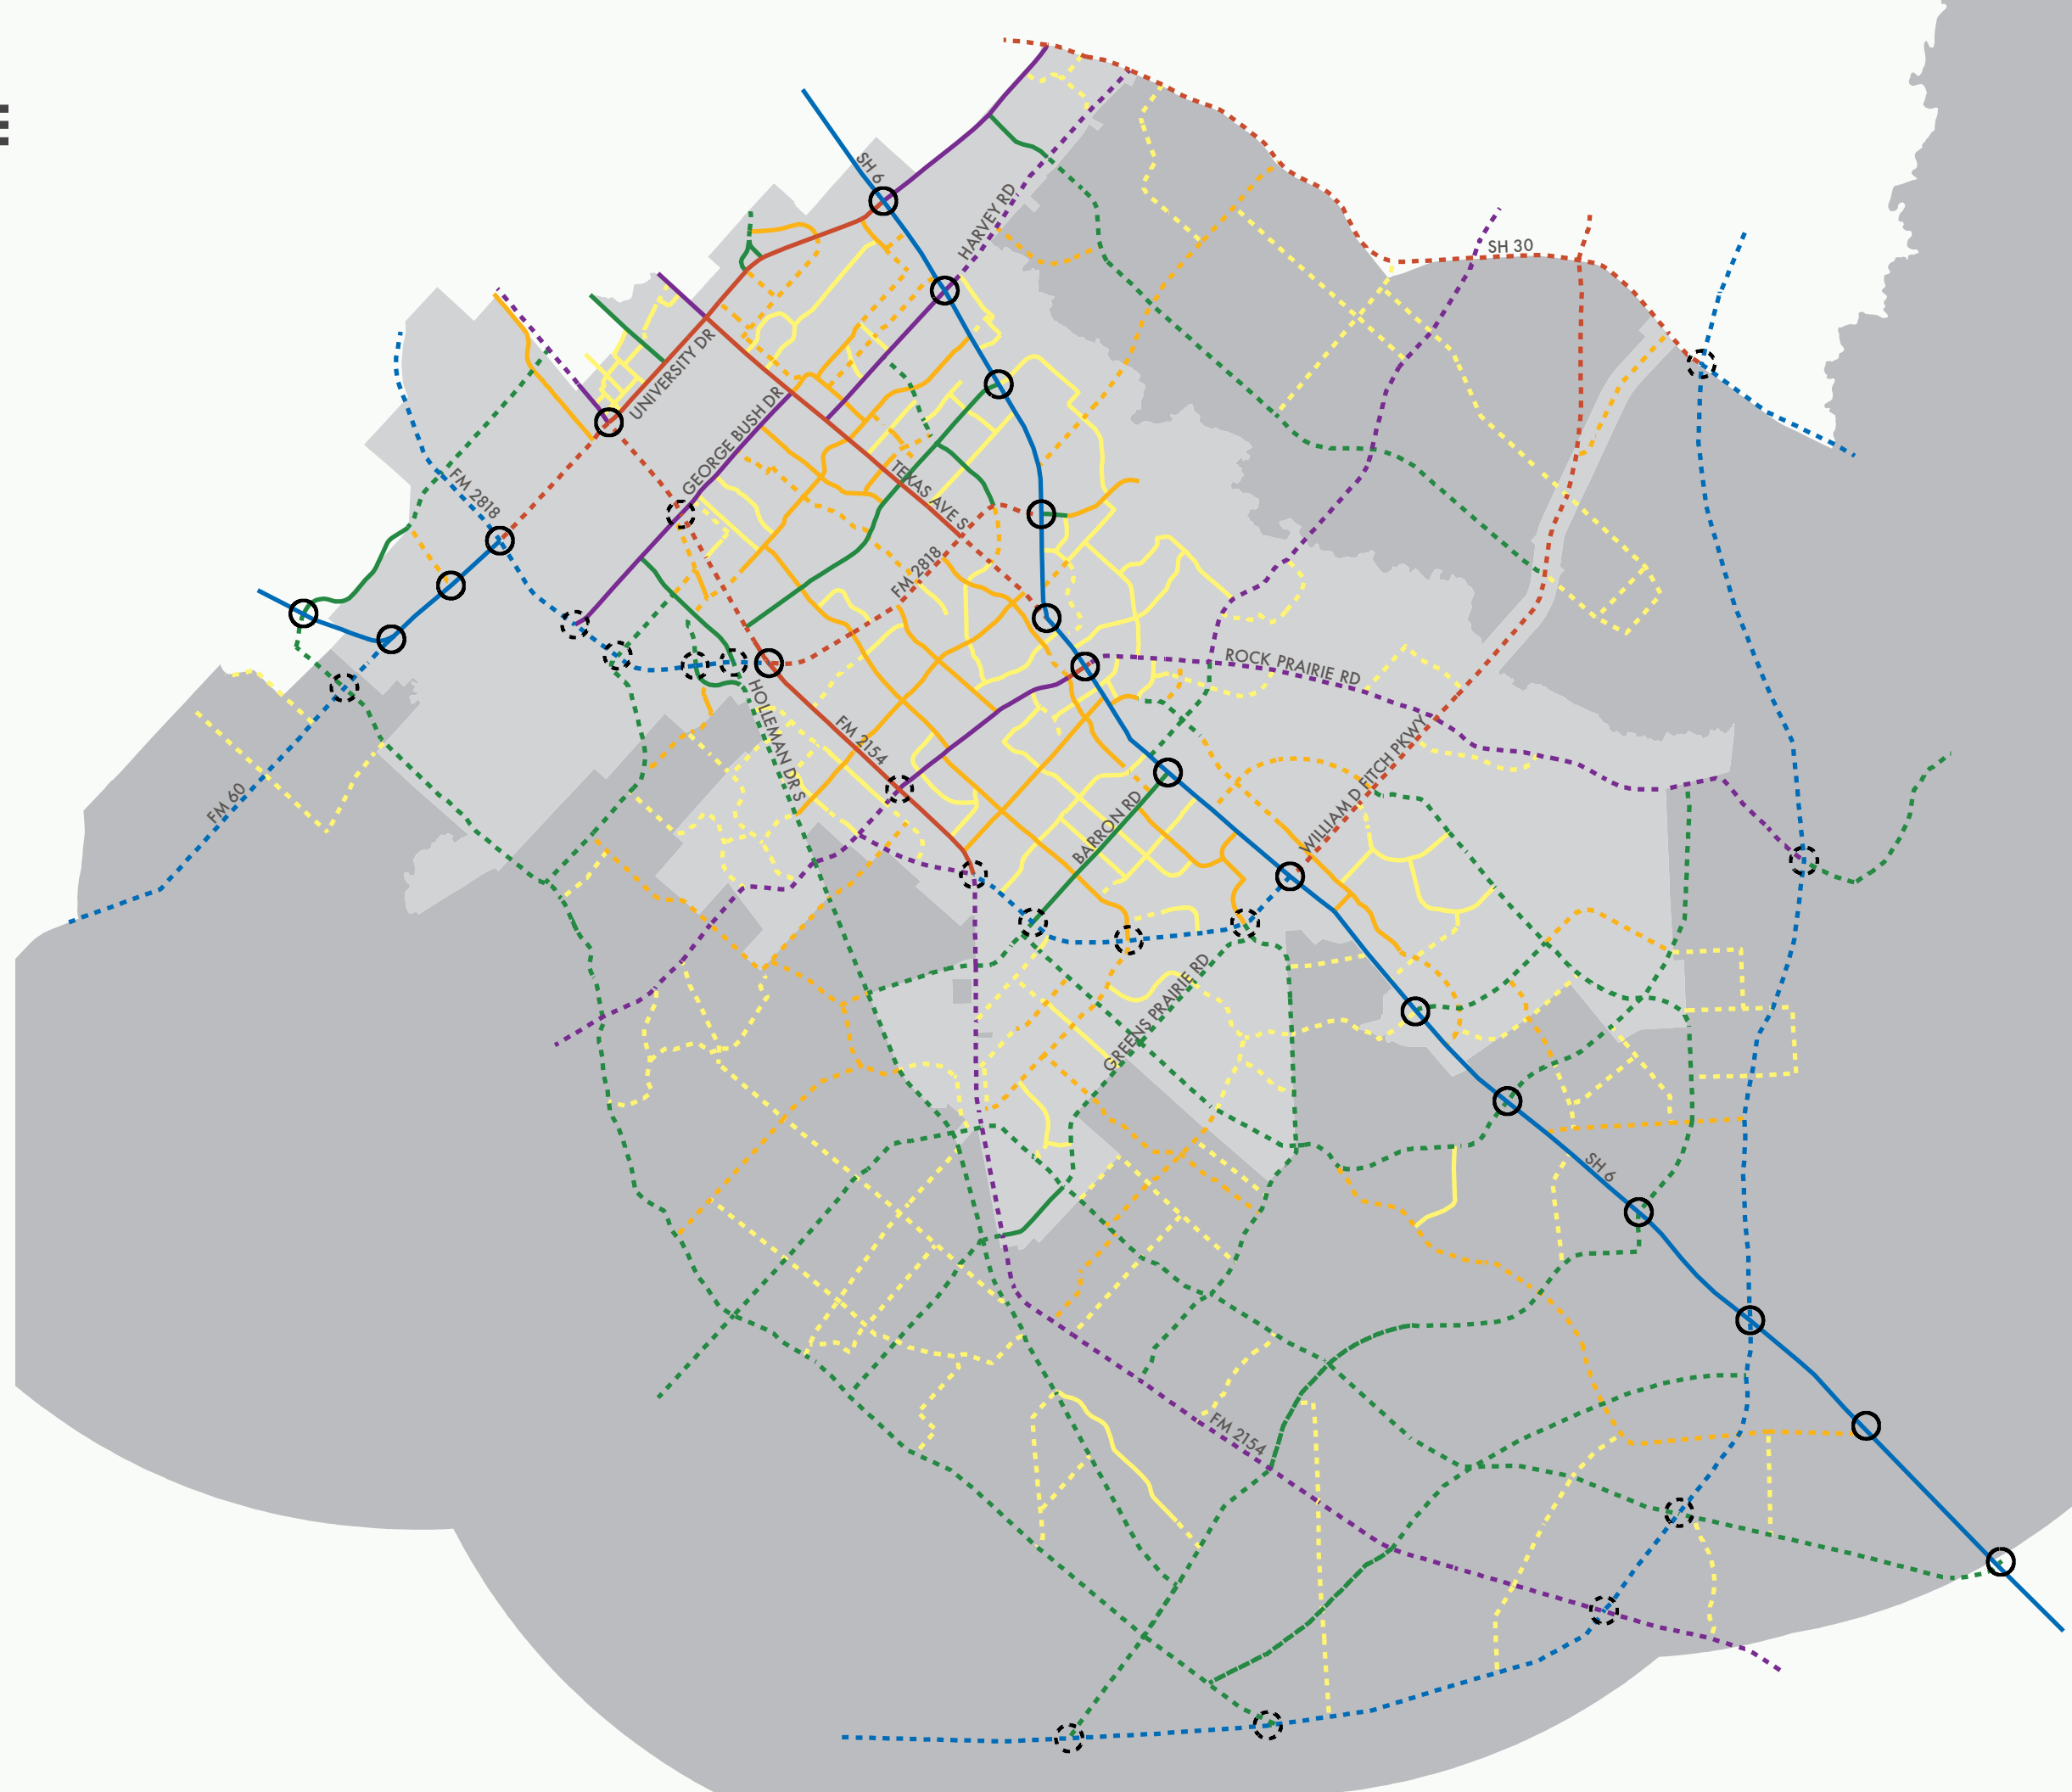 SH 6
HARVEY RD
SH 30
UNIVERSITY DR
GEORGE BUSH DR
FM 2818
TEXAS AVE S
FM 2818
ROCK PRAIRIE RD
HOLLEMAN DR S
FM 2154
WILLIAM D FITCH PKWY
FM 60
BARRON RD
GREENS PRAIRIE RD
SH 6
FM 2154